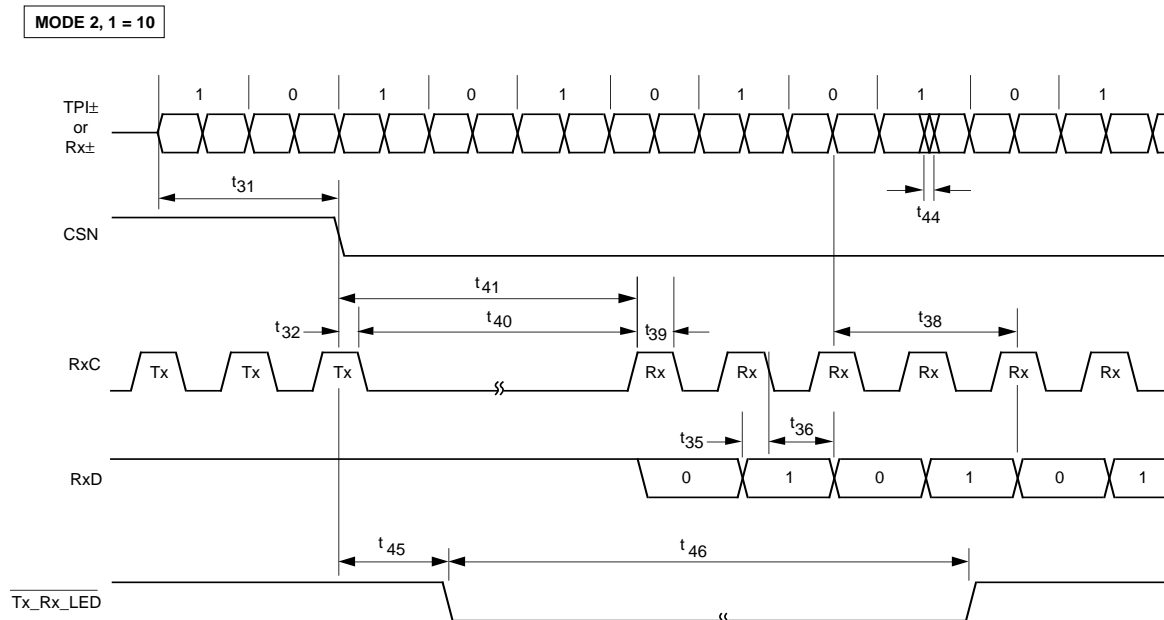 MODE 2, 1 = 10
1 0 1 0 1 0 1 0 1 0 1
TPI±
or
Rx±
t31
t44
CSN
t41
t32 t40 t39 t38
RxC Tx Tx Tx Rx Rx Rx Rx Rx Rx
t35 t36
RxD 0 1 0 1 0 1
t45 t46
Tx_Rx_LED